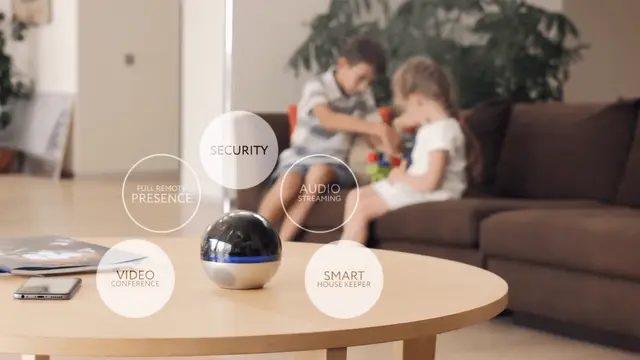 SECURITY
FULL REMOTE
PRESENCE
AUDIO
STREAMING
VIDEO
CONFERENCE
SMART
HOUSE KEEPER